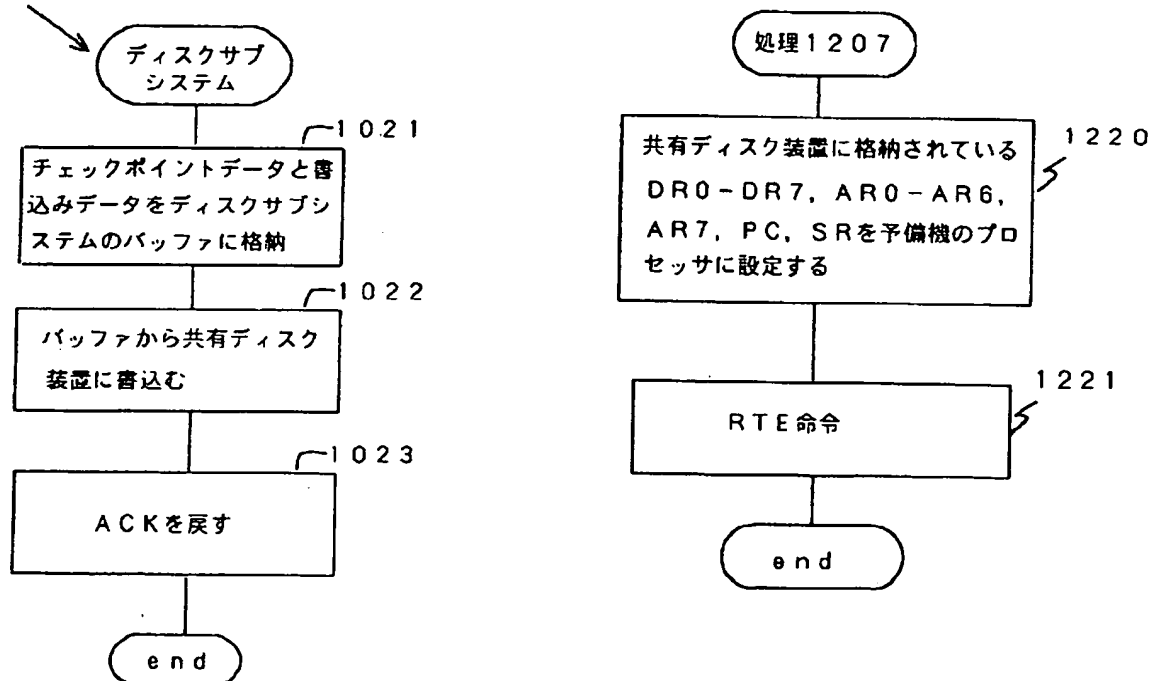 ディスクサブ
システム
1021
チェックポイントデータと書
込みデータをディスクサブシ
ステムのバッファに格納
1022
バッファから共有ディスク
装置に書込む
1023
ACKを戻す
end
処理1207
1220
共有ディスク装置に格納されている
DR0-DR7, AR0-AR6,
AR7, PC, SRを予備機のプロ
セッサに設定する
1221
RTE命令
end